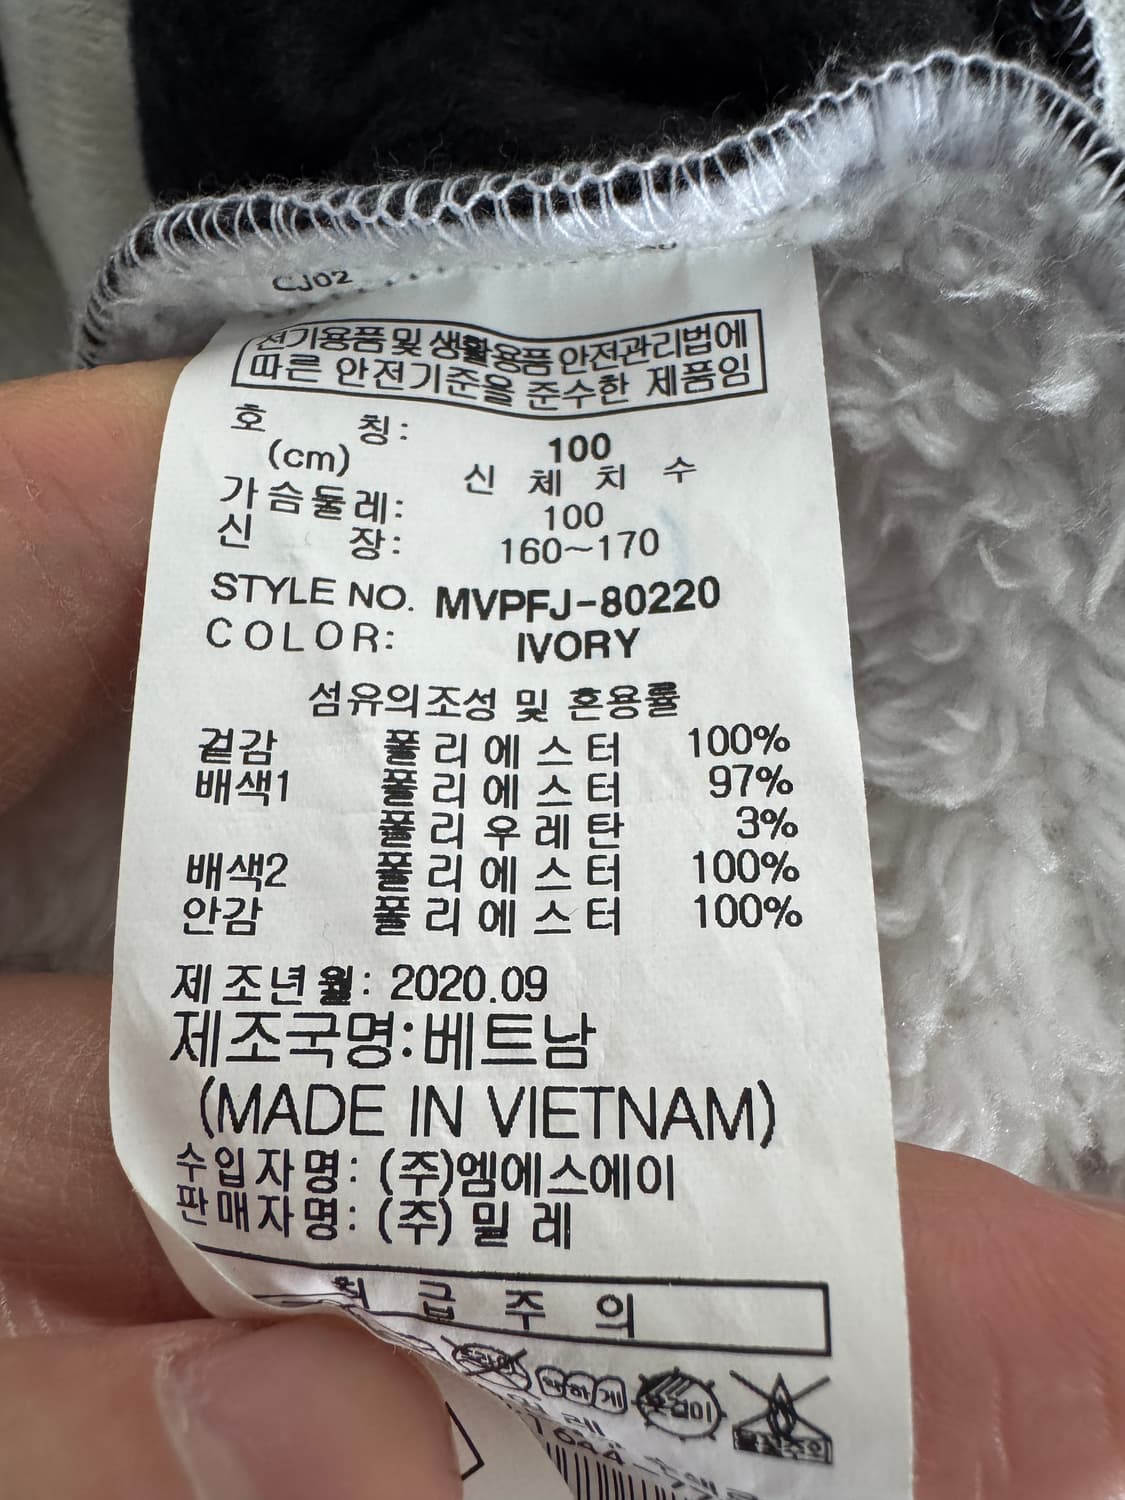 CJ02
전기용품및 생활용품 안전관리법에
따른 안전기준을 준수한 제품임
호 칭: 100
(cm) 신 체 치 수
가슴둘레: 100
신 장: 160~170
STYLE NO. MVPFJ-80220
COLOR: IVORY
섬유의조성 및 혼용률
겉감 폴리에스터 100%
배색1 폴리에스터 97%
폴리우레탄 3%
배색2 폴리에스터 100%
안감 폴리에스터 100%
제조년월: 2020.09
제조국명:베트남
(MADE IN VIETNAM)
수입자명: (주)엠에스에이
판매자명: (주) 밀 레
취 급 주 의
약하게 옷걸이